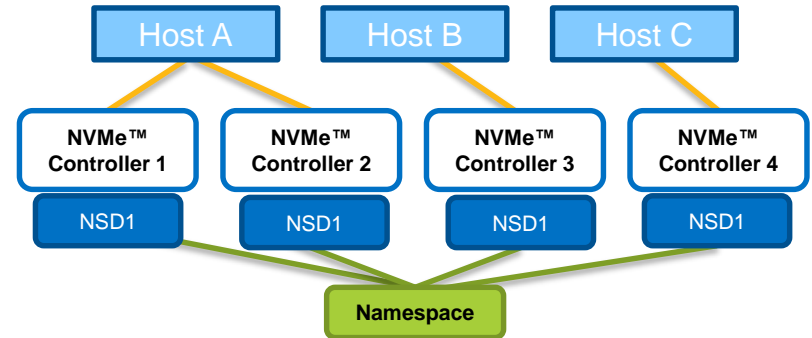 Host A
Host B
Host C
NVMe™
Controller 1
NVMe™
Controller 2
NVMe™
Controller 3
NVMe™
Controller 4
NSD1
NSD1
NSD1
NSD1
Namespace